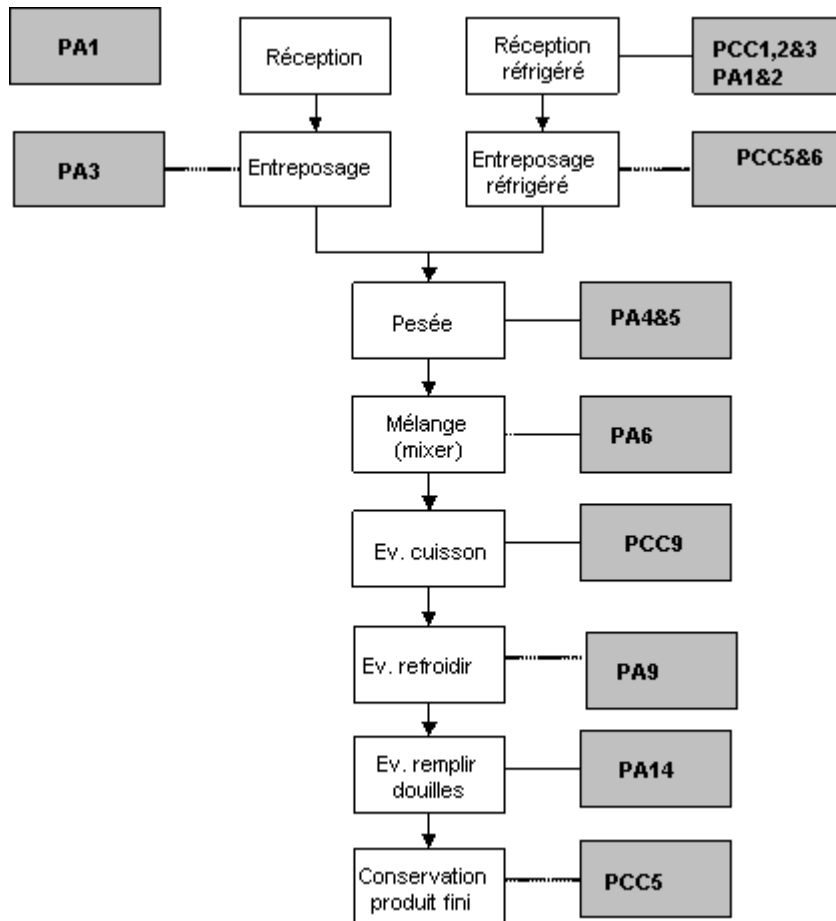 PA1
Réception
Réception
réfrigéré
PCC1,2&3
PA1&2
PA3
Entreposage
Entreposage
réfrigéré
PCC5&6
Pesée
PA4&5
Mélange
(mixer)
PA6
Ev. cuisson
PCC9
Ev. refroidir
PA9
Ev. remplir
douilles
PA14
Conservation
produit fini
PCC5